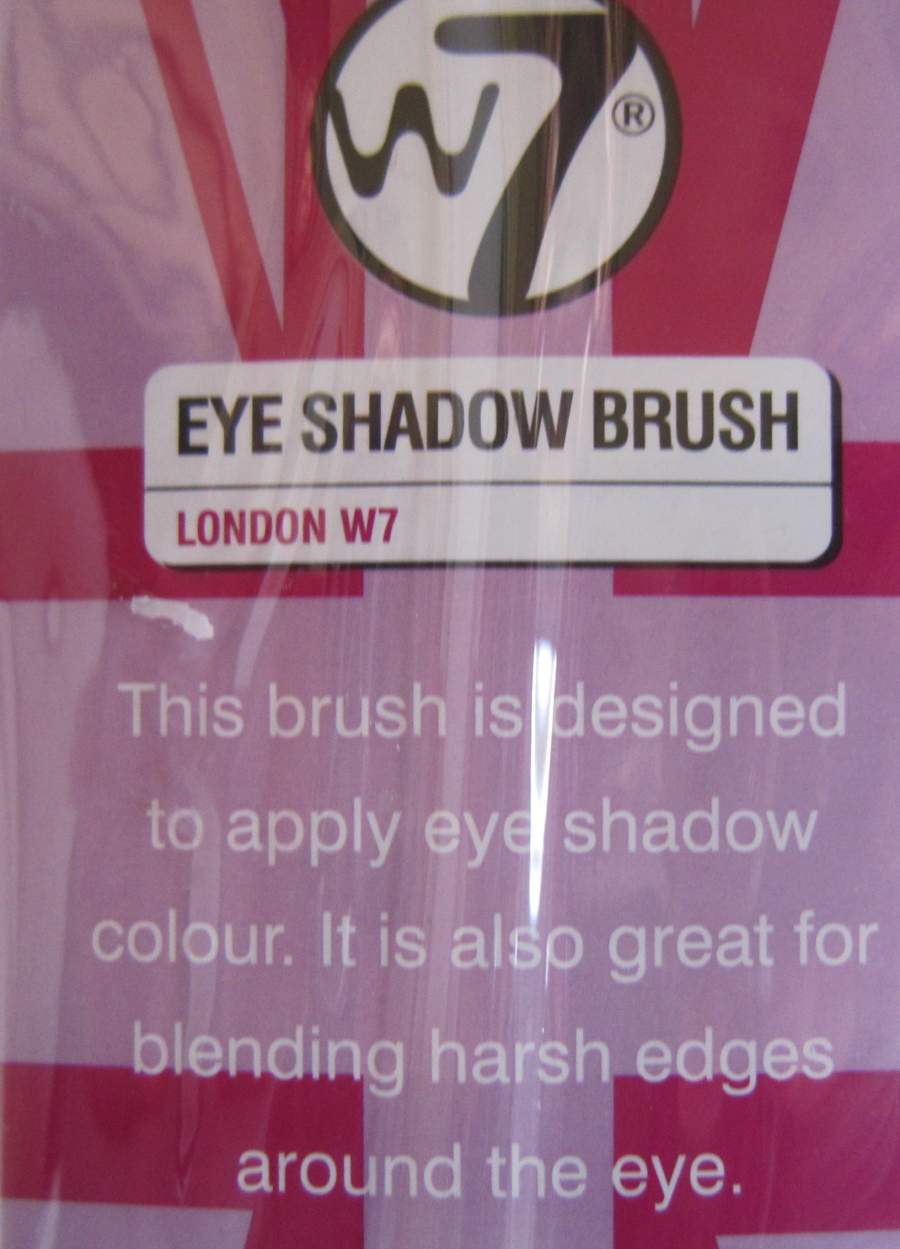 W7®
EYE SHADOW BRUSH
LONDON W7
This brush is designed
to apply eye shadow
colour. It is also great for
blending harsh edges
around the eye.